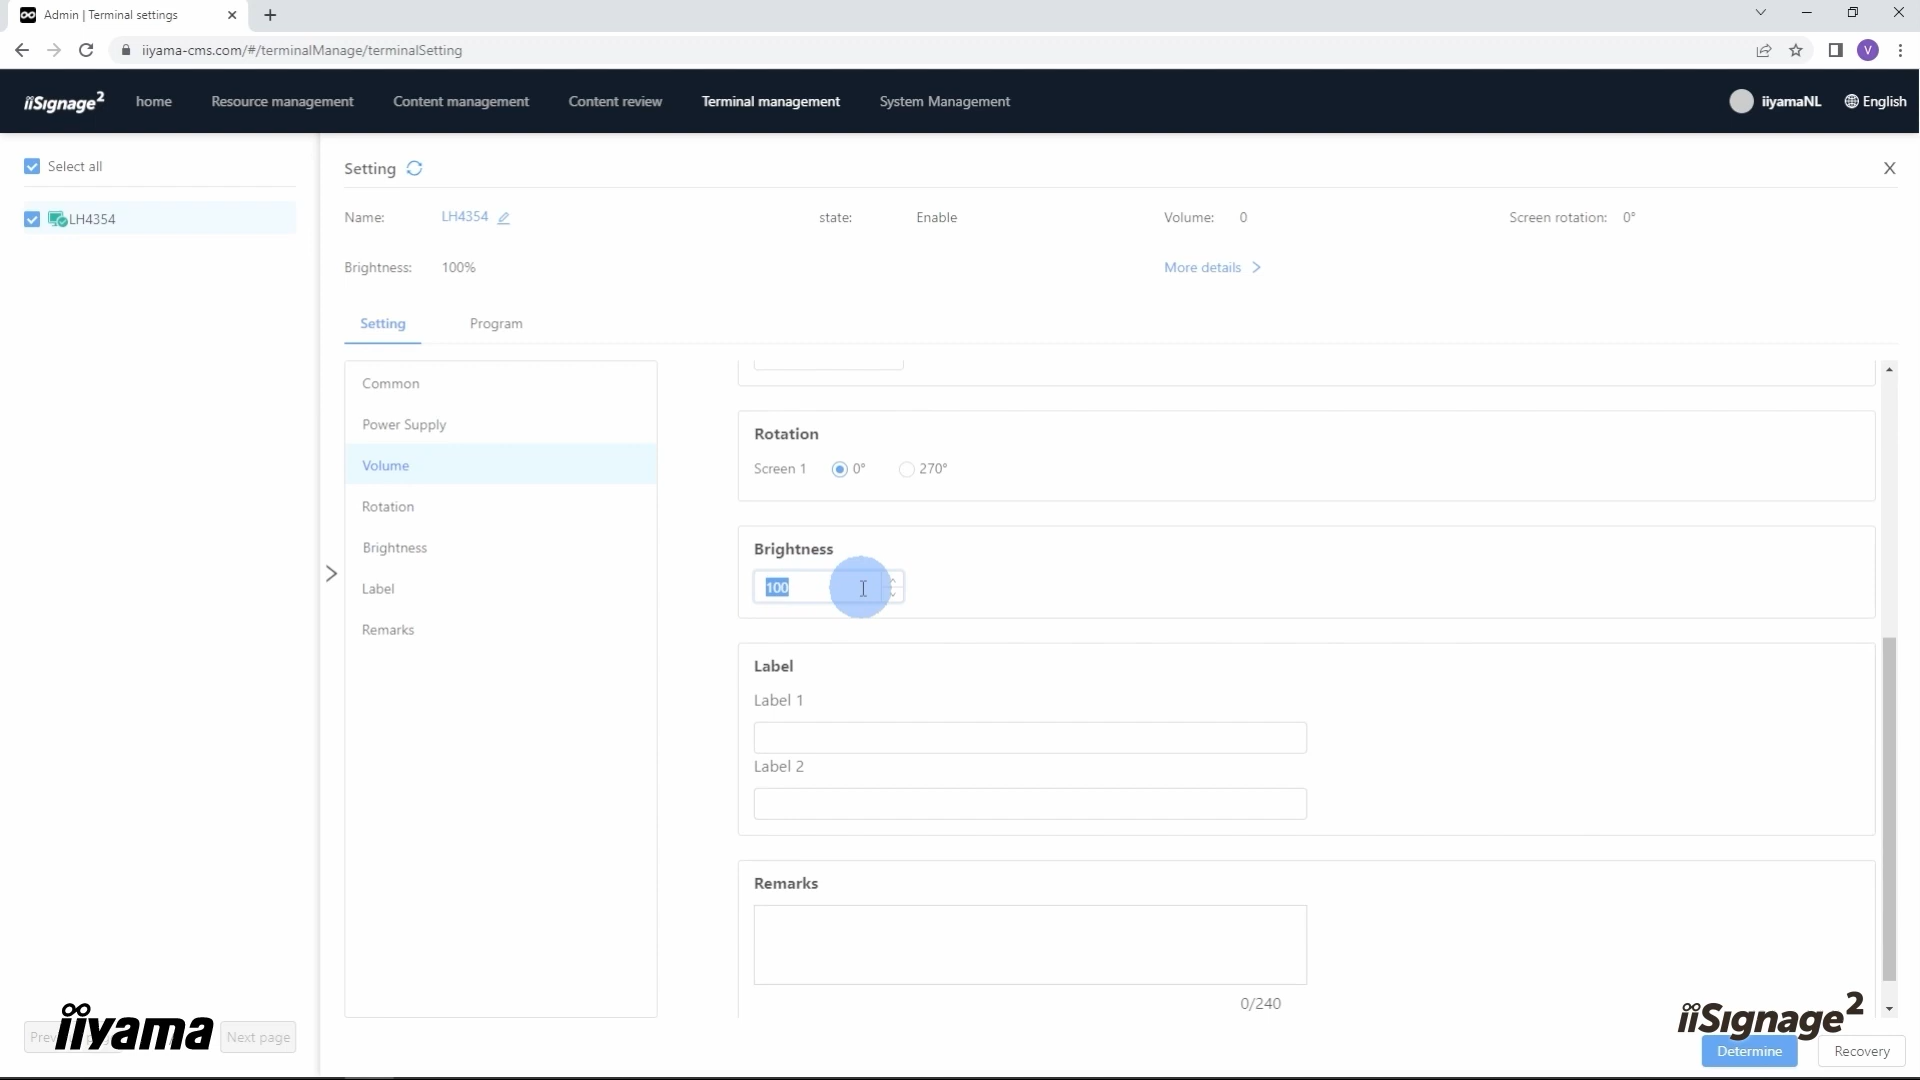 Admin | Terminal settings
iiyama-cms.com/#/terminalManage/terminalSetting
V
iiSignage2
home
Resource management
Content management
Content review
Terminal management
System Management
iiyamaNL
English
Select all
LH4354
Setting
Name: LH4354
state: Enable
Volume: 0
Screen rotation: 0°
Brightness: 100%
More details
Setting
Program
Common
Power Supply
Volume
Rotation
Brightness
Label
Remarks
Rotation
Screen 1 0° 270°
Brightness
100
Label
Label 1
Label 2
Remarks
0/240
iiyama
Next page
iiSignage2
Determine
Recovery